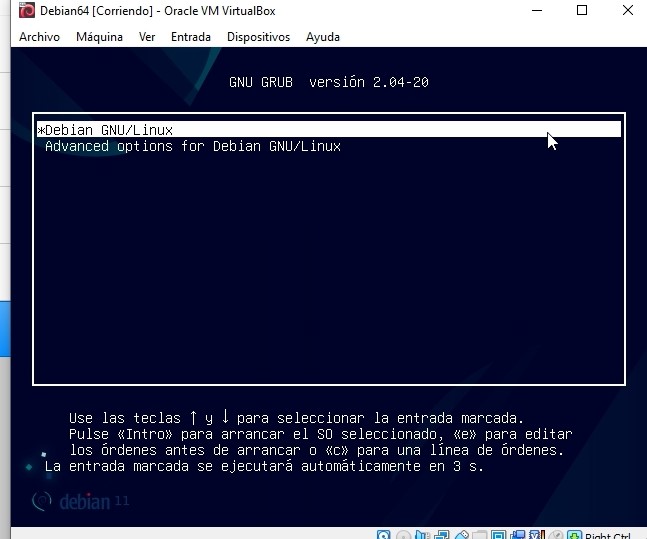 Debian64 [Corriendo] - Oracle VM VirtualBox
Archivo Máquina Ver Entrada Dispositivos Ayuda
GNU GRUB versión 2.04-20
*Debian GNU/Linux
Advanced options for Debian GNU/Linux
Use las teclas ↑ y ↓ para seleccionar la entrada marcada.
Pulse «Intro» para arrancar el SO seleccionado, «e» para editar
los órdenes antes de arrancar o «c» para una línea de órdenes.
La entrada marcada se ejecutará automáticamente en 3 s.
debian 11
Right Ctrl